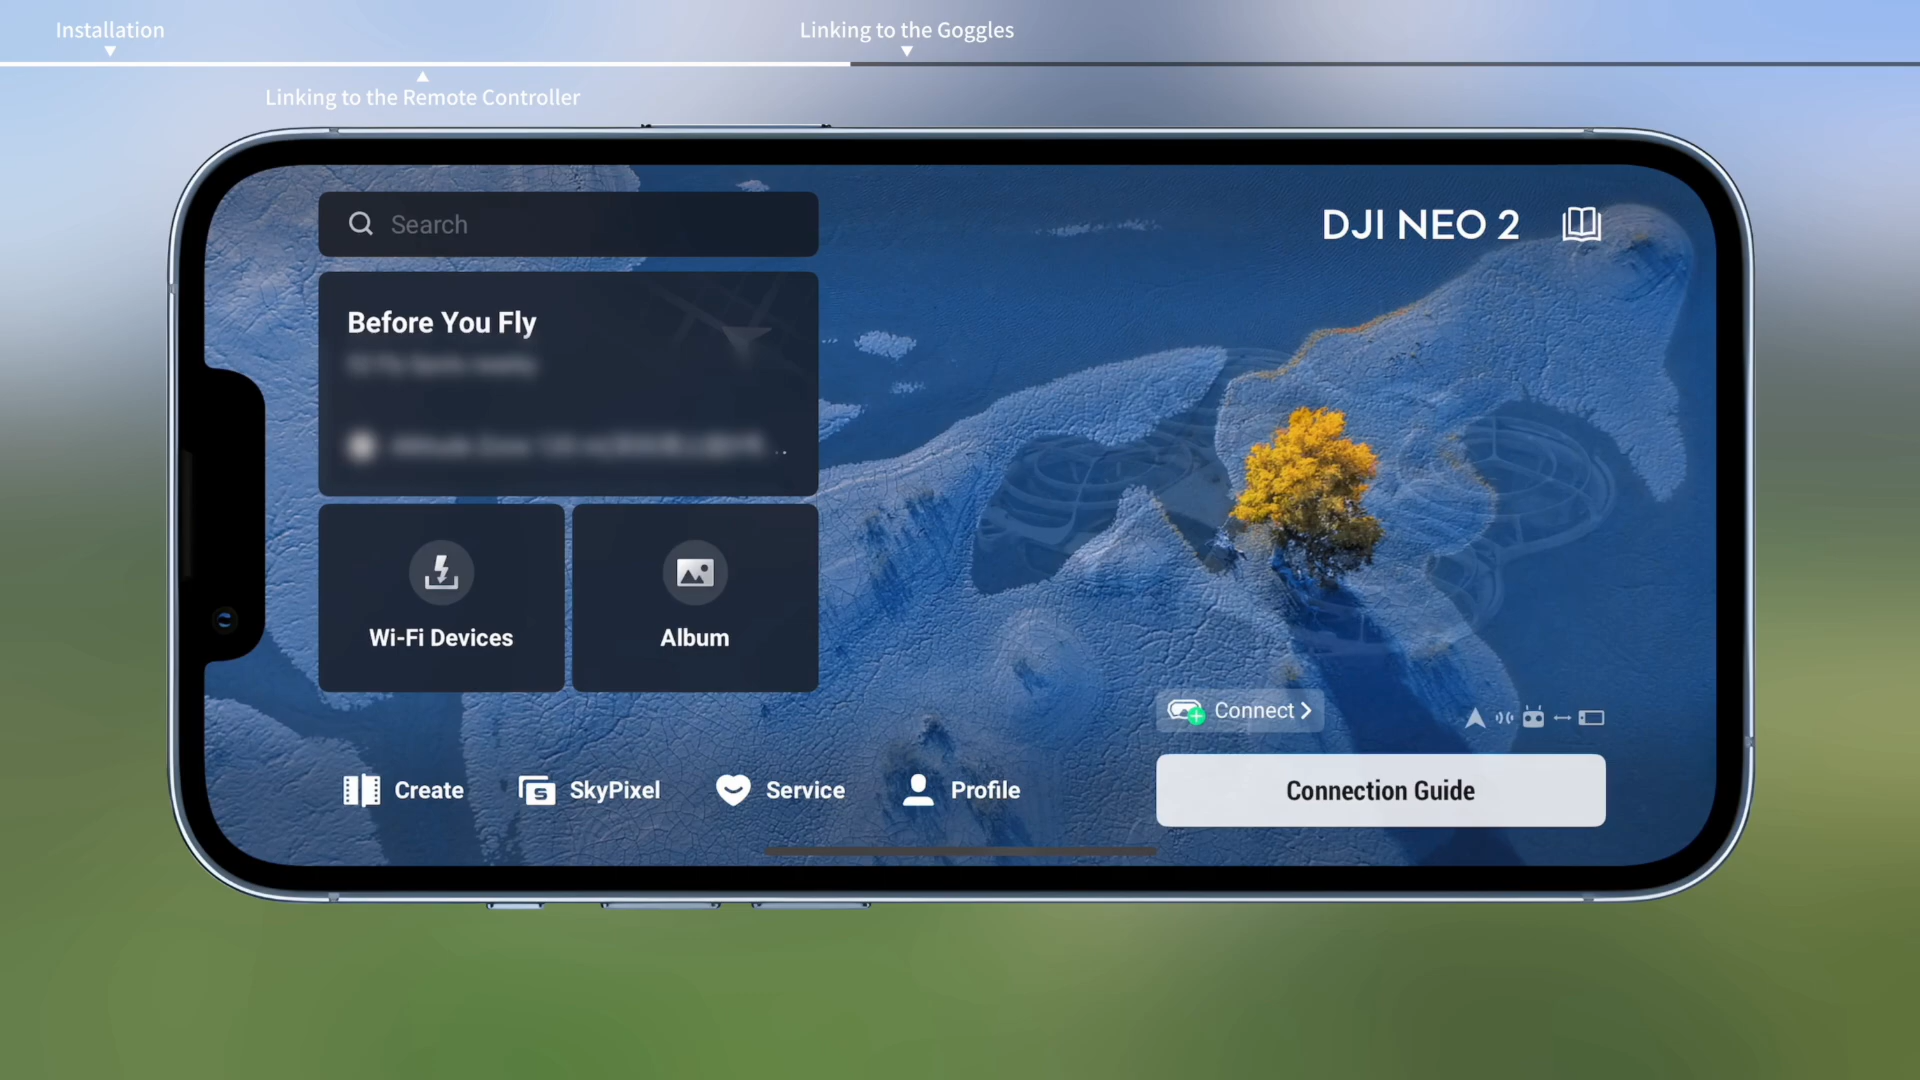 Installation
Linking to the Goggles
Linking to the Remote Controller
Search
DJI NEO 2
Before You Fly
Wi-Fi Devices
Album
Connect
Create
SkyPixel
Service
Profile
Connection Guide